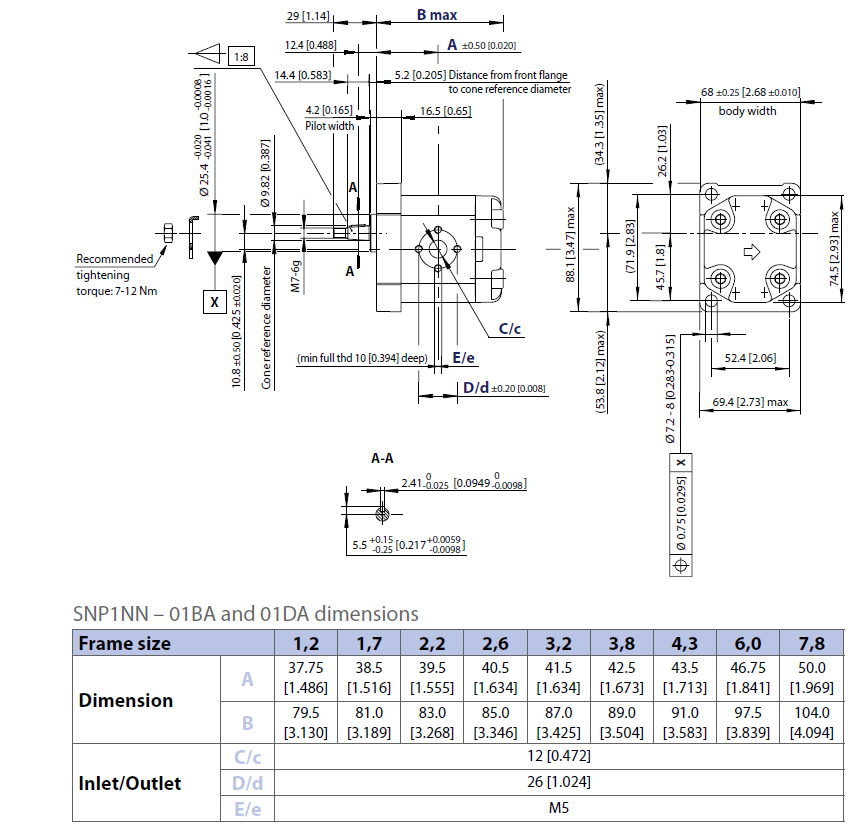 29 [1.14]
B max
12.4 [0.488]
A ±0.50 [0.020]
1:8
14.4 [0.583]
5.2 [0.205] Distance from front flange
to cone reference diameter
4.2 [0.165]
Pilot width
16.5 [0.65]
Ø 25.4 -0.020 -0.041 [1.0 -0.0008 -0.0016]
Ø 9.82 [0.387]
A
A
M7-6g
Recommended
tightening
torque: 7-12 Nm
X
10.8 ±0.50 [0.425 ±0.020]
Cone reference diameter
C/c
(min full thd 10 [0.394] deep)
E/e
D/d ±0.20 [0.008]
68 ±0.25 [2.68 ±0.010]
body width
(34.3 [1.35] max)
26.2 [1.03]
88.1 [3.47] max
(71.9 [2.83]
45.7 [1.8]
74.5 [2.93] max
(53.8 [2.12] max)
52.4 [2.06]
69.4 [2.73] max
Ø 7.2 - 8 [0.283-0.315]
X
Ø 0.75 [0.0295]
A-A
2.41 0 -0.025 [0.0949 0 -0.0098]
5.5 +0.15 -0.25 [0.217 +0.0059 -0.0098]
SNP1NN – 01BA and 01DA dimensions
Frame size 1,2 1,7 2,2 2,6 3,2 3,8 4,3 6,0 7,8
Dimension
A
37.75 38.5 39.5 40.5 41.5 42.5 43.5 46.75 50.0
[1.486] [1.516] [1.555] [1.634] [1.634] [1.673] [1.713] [1.841] [1.969]
B
79.5 81.0 83.0 85.0 87.0 89.0 91.0 97.5 104.0
[3.130] [3.189] [3.268] [3.346] [3.425] [3.504] [3.583] [3.839] [4.094]
Inlet/Outlet
C/c 12 [0.472]
D/d 26 [1.024]
E/e M5